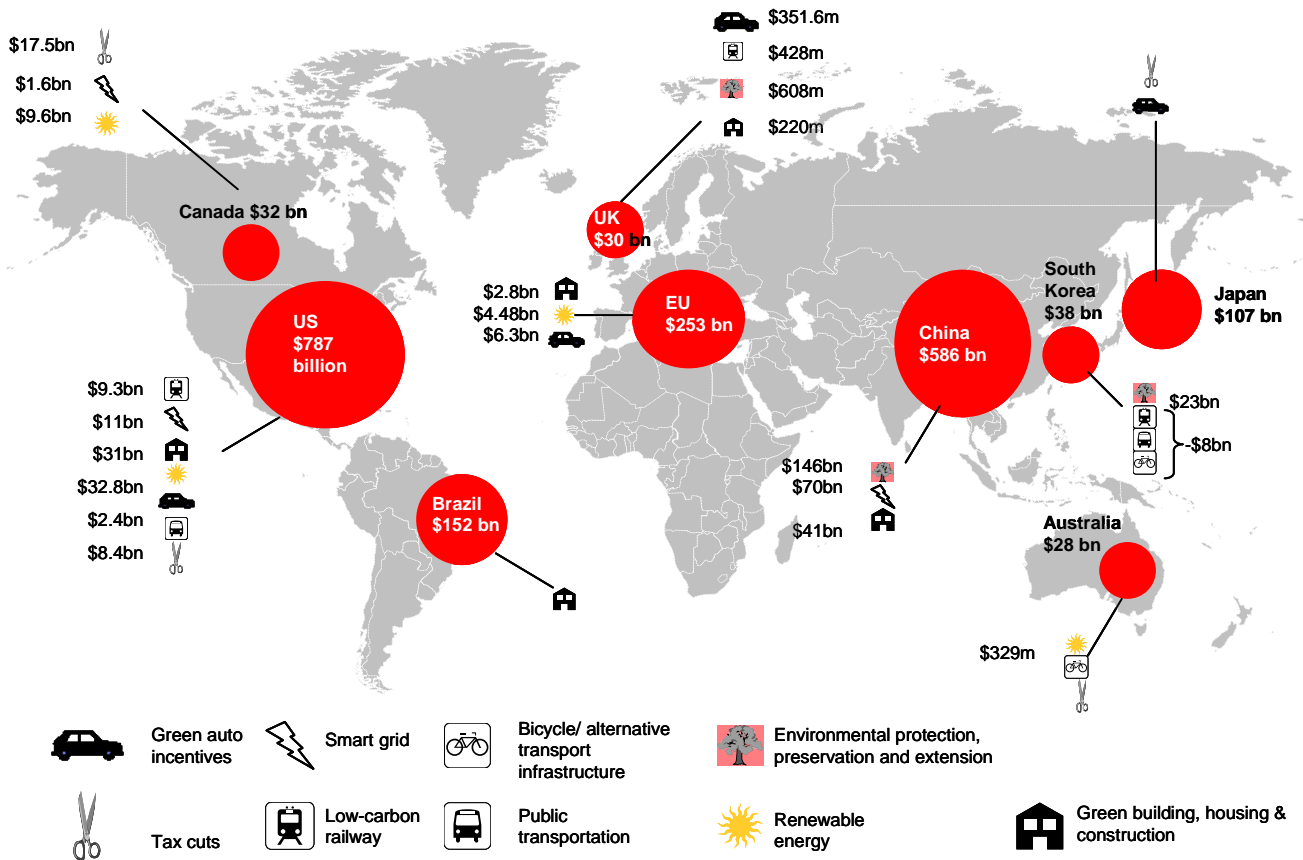 $17.5bn
$1.6bn
$9.6bn
$351.6m
$428m
$608m
$220m
Canada $32 bn
UK
$30 bn
US
$787
billion
$2.8bn
$4.48bn
$6.3bn
EU
$253 bn
China
$586 bn
South
Korea
$38 bn
Japan
$107 bn
$9.3bn
$11bn
$31bn
$32.8bn
$2.4bn
$8.4bn
Brazil
$152 bn
$146bn
$70bn
$41bn
$23bn
-$8bn
Australia
$28 bn
$329m
Green auto
incentives
Smart grid
Bicycle/ alternative
transport
infrastructure
Environmental protection,
preservation and extension
Tax cuts
Low-carbon
railway
Public
transportation
Renewable
energy
Green building, housing &
construction